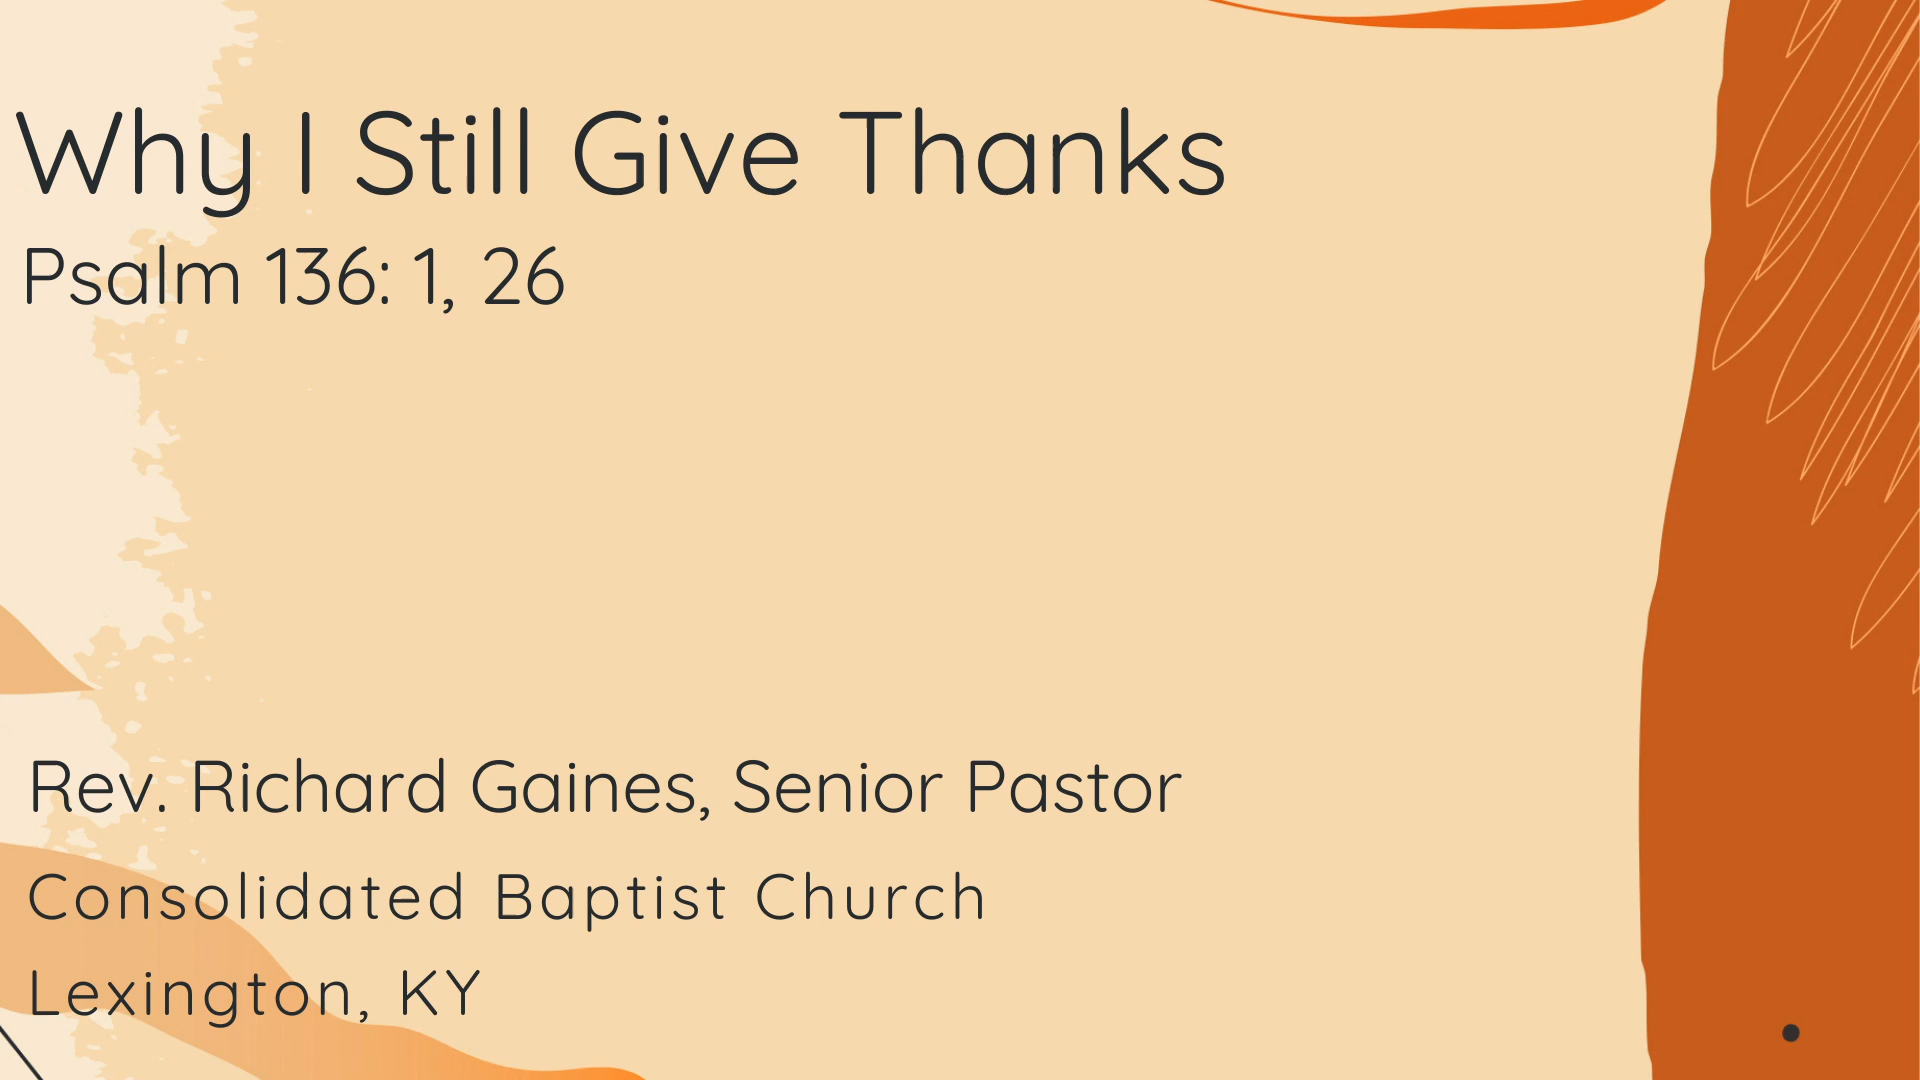 Why I Still Give Thanks
Psalm 136: 1, 26
Rev. Richard Gaines, Senior Pastor
Consolidated Baptist Church
Lexington, KY